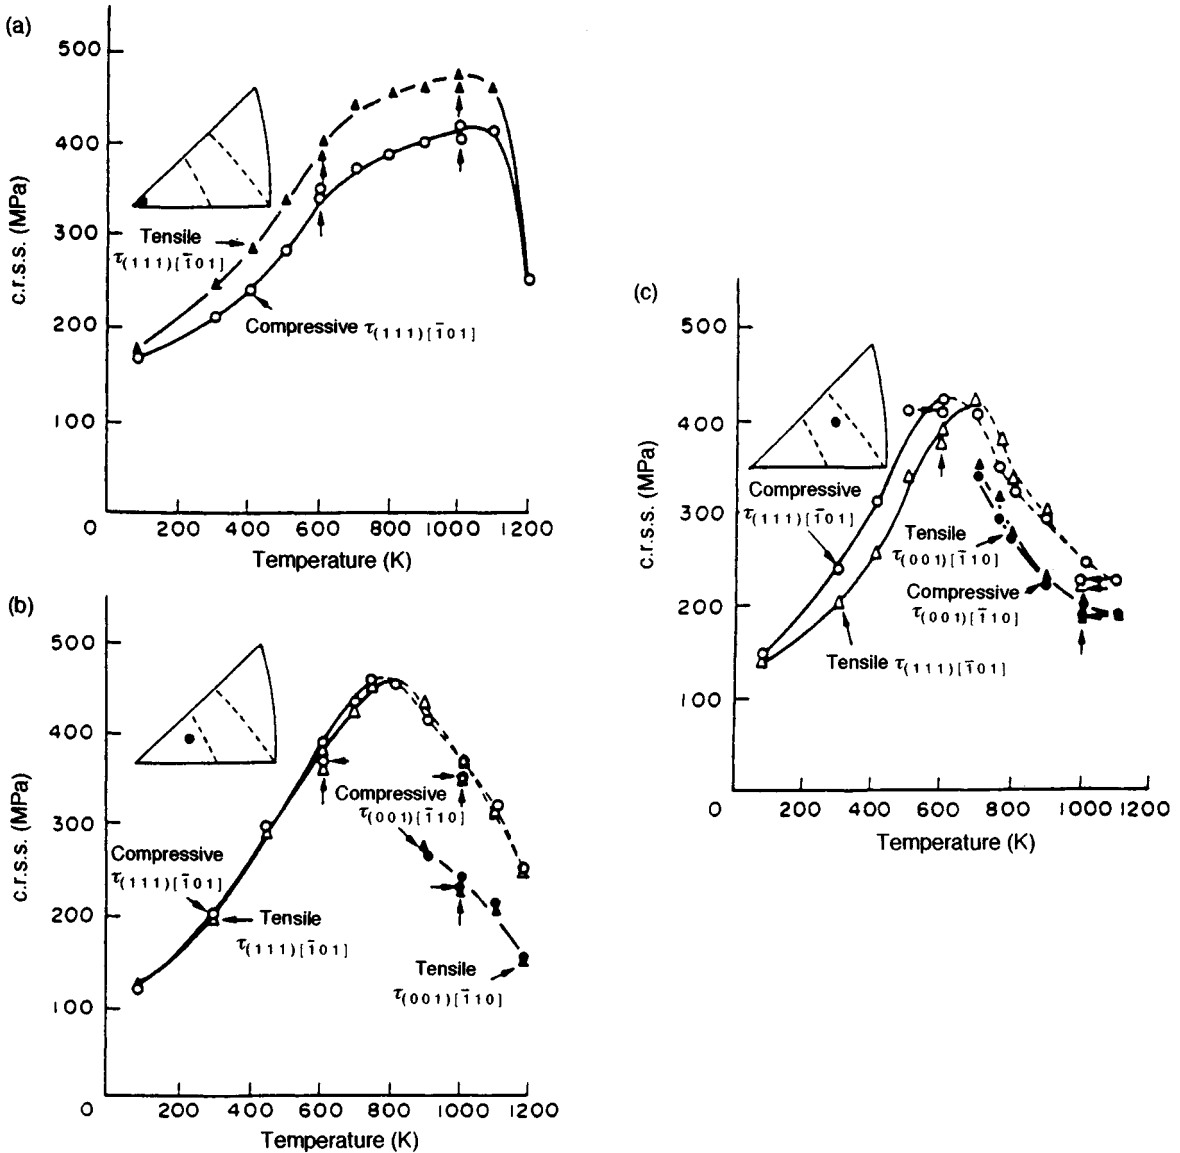 (a)
500
400
300
200
100
0
c.r.s.s. (MPa)
Tensile
τ(111)[1̄01]
Compressive τ(111)[1̄01]
200 400 600 800 1000 1200
Temperature (K)
(b)
500
400
300
200
100
0
c.r.s.s. (MPa)
Compressive
τ(001)[1̄10]
Compressive
τ(111)[1̄01]
Tensile
τ(111)[1̄01]
Tensile
τ(001)[1̄10]
200 400 600 800 1000 1200
Temperature (K)
(c)
500
400
300
200
100
0
c.r.s.s. (MPa)
Compressive
τ(111)[1̄01]
Tensile
τ(001)[1̄10]
Compressive
τ(001)[1̄10]
Tensile τ(111)[1̄01]
200 400 600 800 1000 1200
Temperature (K)